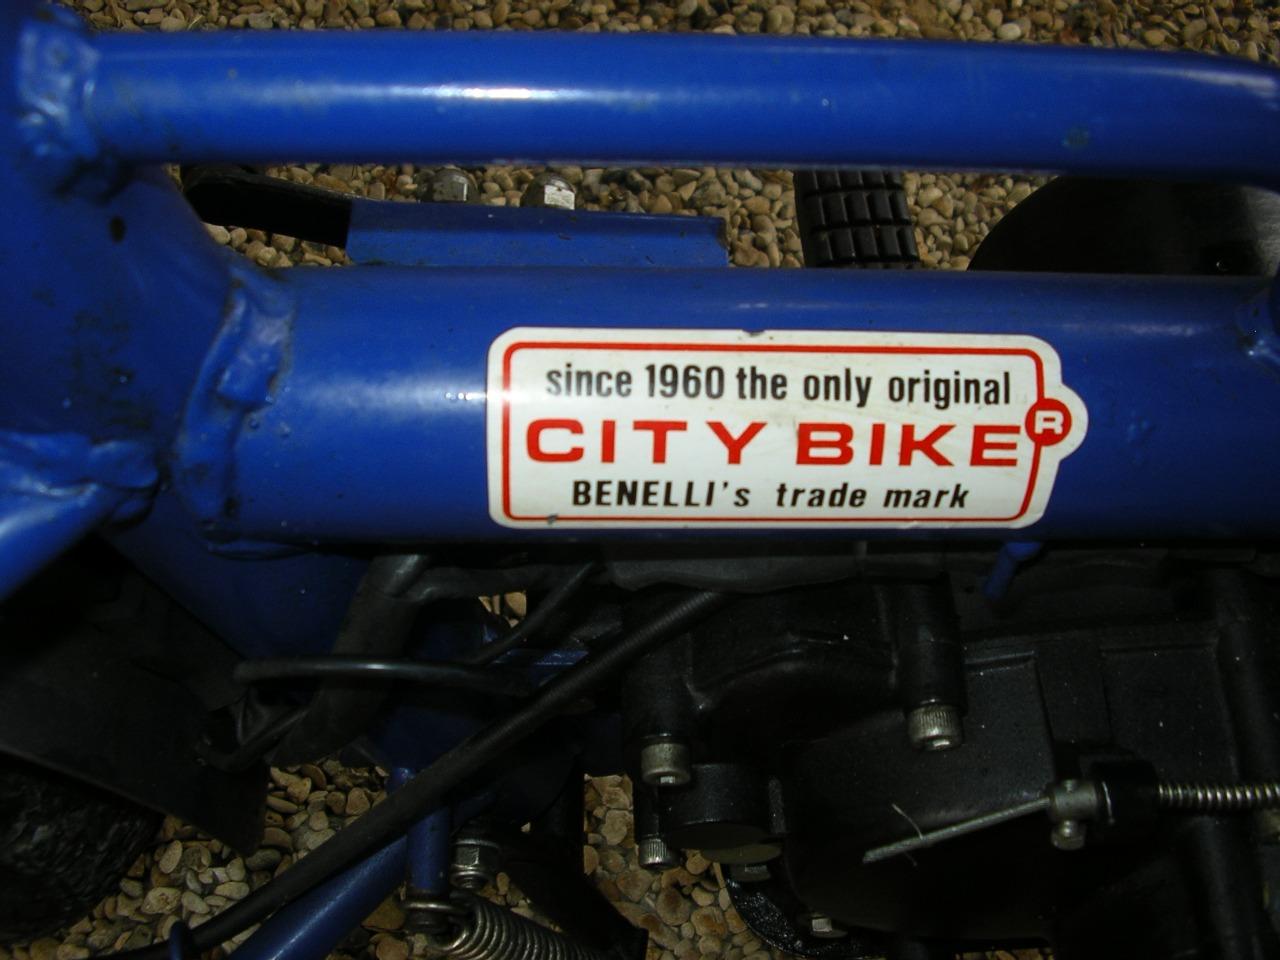 since 1960 the only original
CITY BIKE ®
BENELLI's trade mark